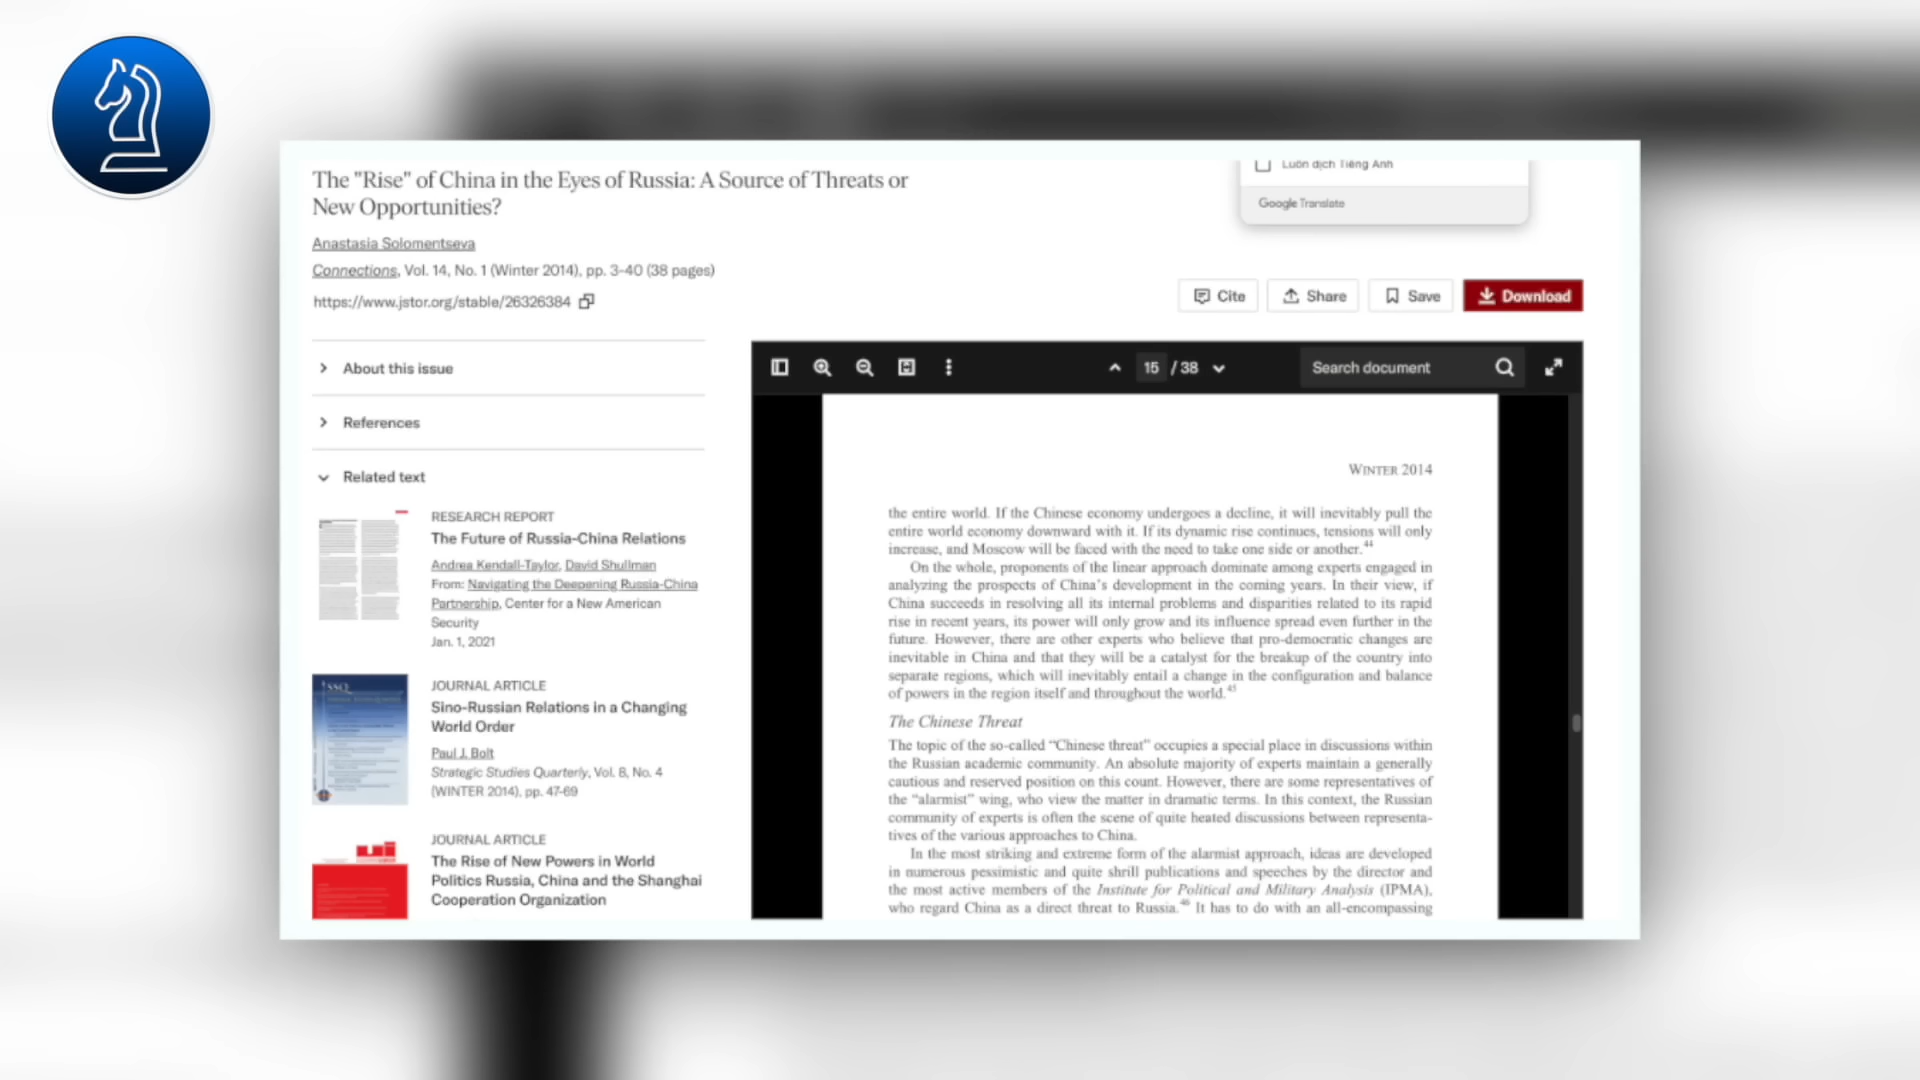 The "Rise" of China in the Eyes of Russia: A Source of Threats or
New Opportunities?
Anastasia Solomentseva
Connections, Vol. 14, No. 1 (Winter 2014), pp. 3-40 (38 pages)
https://www.jstor.org/stable/26326384
Luôn dịch Tiếng Anh
Google Translate
Cite
Share
Save
Download
About this issue
References
Related text
RESEARCH REPORT
The Future of Russia-China Relations
Andrea Kendall-Taylor, David Shullman
From: Navigating the Deepening Russia-China
Partnership, Center for a New American
Security
Jan. 1, 2021
SSQ
JOURNAL ARTICLE
Sino-Russian Relations in a Changing
World Order
Paul J. Bolt
Strategic Studies Quarterly, Vol. 8, No. 4
(WINTER 2014), pp. 47-69
JOURNAL ARTICLE
The Rise of New Powers in World
Politics Russia, China and the Shanghai
Cooperation Organization
15 / 38
Search document
WINTER 2014
the entire world. If the Chinese economy undergoes a decline, it will inevitably pull the
entire world economy downward with it. If its dynamic rise continues, tensions will only
increase, and Moscow will be faced with the need to take one side or another.44
On the whole, proponents of the linear approach dominate among experts engaged in
analyzing the prospects of China's development in the coming years. In their view, if
China succeeds in resolving all its internal problems and disparities related to its rapid
rise in recent years, its power will only grow and its influence spread even further in the
future. However, there are other experts who believe that pro-democratic changes are
inevitable in China and that they will be a catalyst for the breakup of the country into
separate regions, which will inevitably entail a change in the configuration and balance
of powers in the region itself and throughout the world.45
The Chinese Threat
The topic of the so-called "Chinese threat" occupies a special place in discussions within
the Russian academic community. An absolute majority of experts maintain a generally
cautious and reserved position on this count. However, there are some representatives of
the "alarmist" wing, who view the matter in dramatic terms. In this context, the Russian
community of experts is often the scene of quite heated discussions between representa-
tives of the various approaches to China.
In the most striking and extreme form of the alarmist approach, ideas are developed
in numerous pessimistic and quite shrill publications and speeches by the director and
the most active members of the Institute for Political and Military Analysis (IPMA),
who regard China as a direct threat to Russia.46 It has to do with an all-encompassing